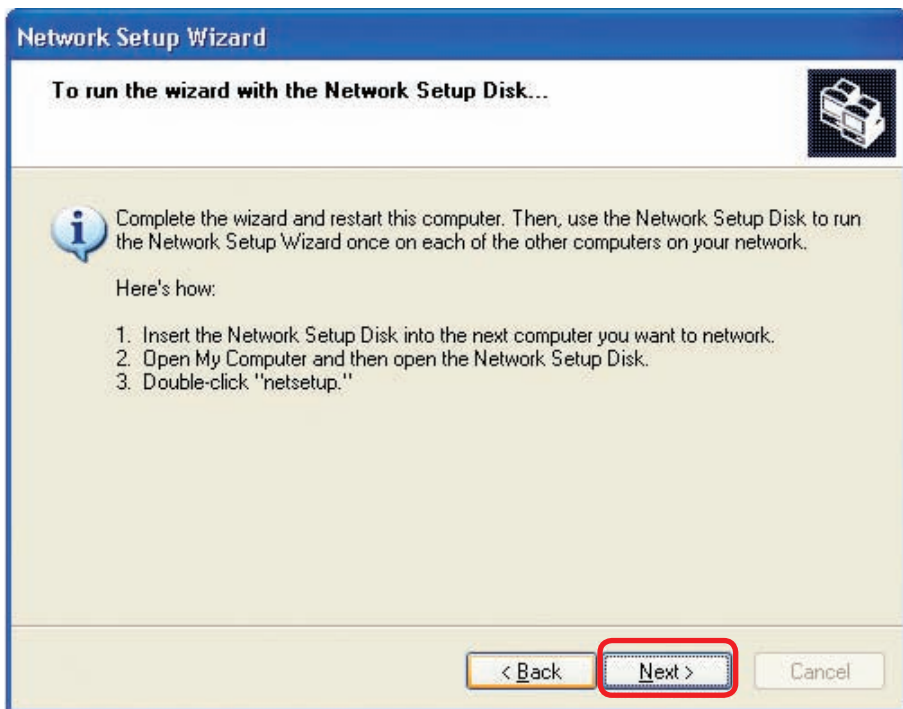 Network Setup Wizard
To run the wizard with the Network Setup Disk...
Complete the wizard and restart this computer. Then, use the Network Setup Disk to run
the Network Setup Wizard once on each of the other computers on your network.
Here's how:
1. Insert the Network Setup Disk into the next computer you want to network.
2. Open My Computer and then open the Network Setup Disk.
3. Double-click "netsetup."
< Back
Next >
Cancel